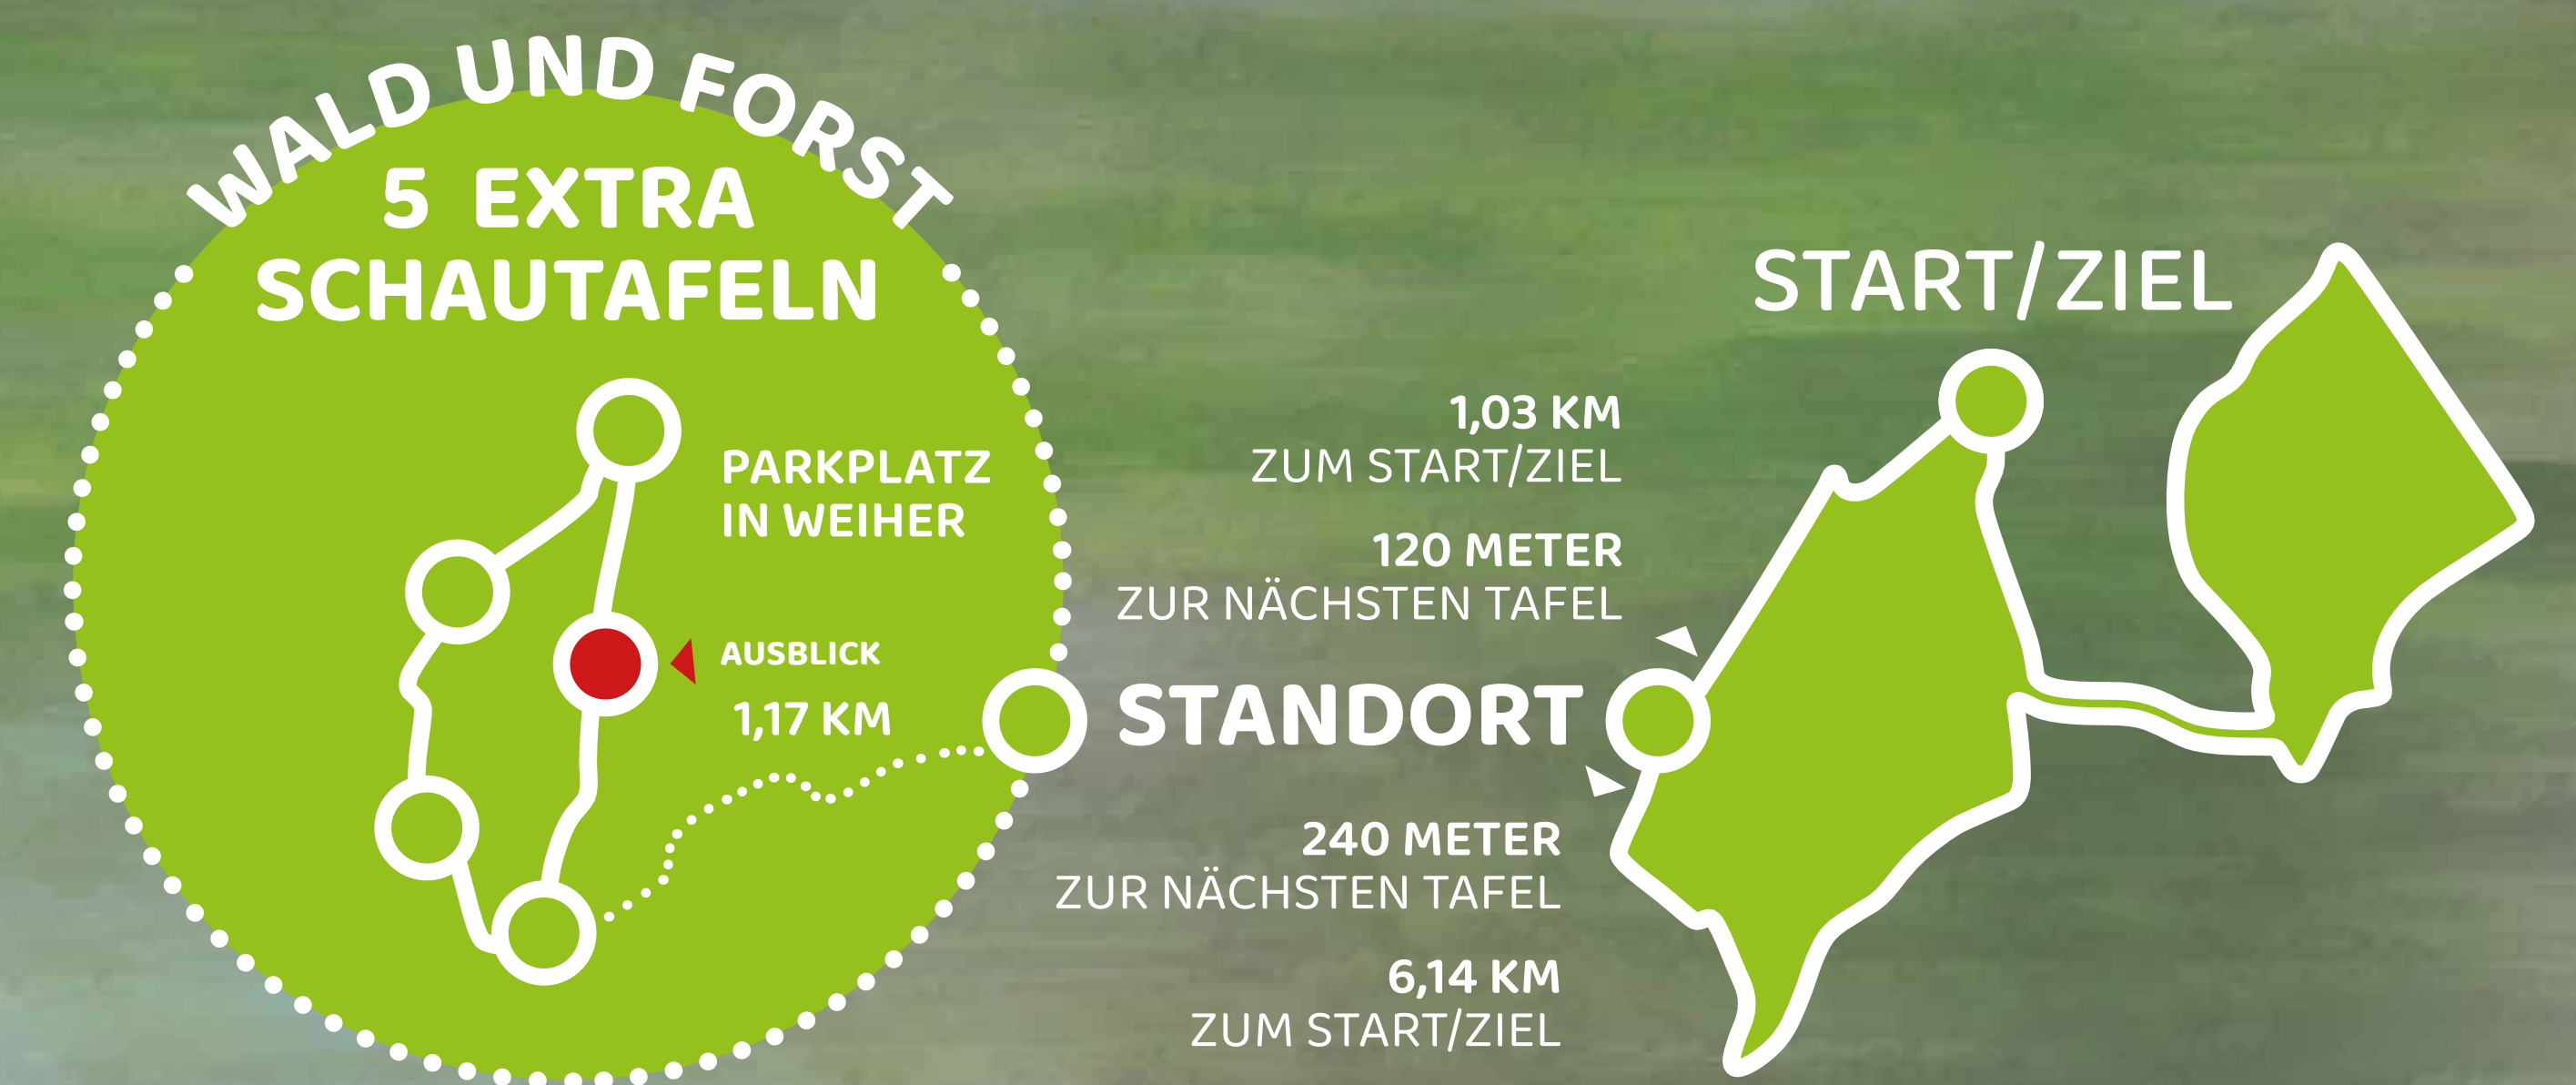 WALD UND FORST
5 EXTRA
SCHAUTAFELN
PARKPLATZ
IN WEIHER
AUSBLICK
1,17 KM
START/ZIEL
1,03 KM
ZUM START/ZIEL
120 METER
ZUR NÄCHSTEN TAFEL
STANDORT
240 METER
ZUR NÄCHSTEN TAFEL
6,14 KM
ZUM START/ZIEL